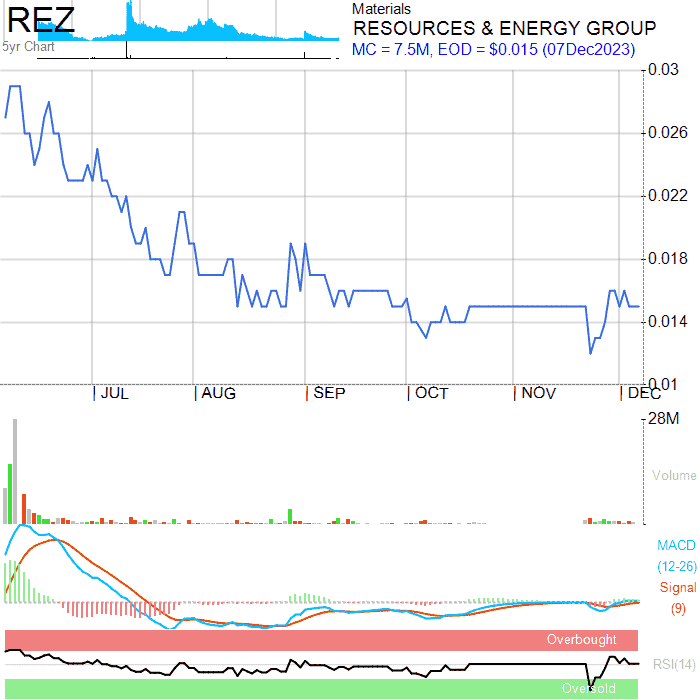 REZ
5yr Chart
Materials
RESOURCES & ENERGY GROUP
MC = 7.5M, EOD = $0.015 (07Dec2023)
0.03
0.026
0.022
0.018
0.014
0.01
JUL AUG SEP OCT NOV DEC
28M
Volume
MACD
(12-26)
Signal
(9)
Overbought
RSI(14)
Oversold